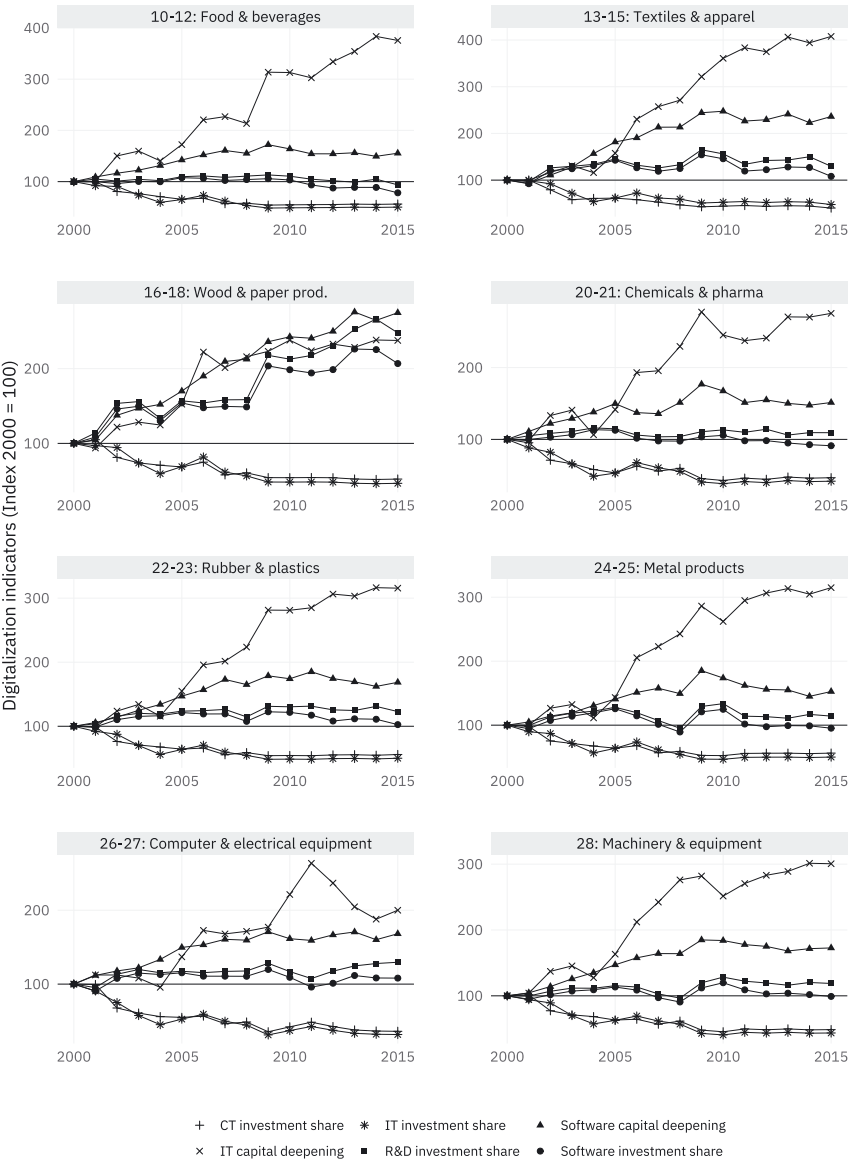 Digitalization indicators (Index 2000 = 100)
10-12: Food & beverages
400
300
200
100
2000 2005 2010 2015
13-15: Textiles & apparel
400
300
200
100
2000 2005 2010 2015
16-18: Wood & paper prod.
200
100
2000 2005 2010 2015
20-21: Chemicals & pharma
200
100
2000 2005 2010 2015
22-23: Rubber & plastics
300
200
100
2000 2005 2010 2015
24-25: Metal products
300
200
100
2000 2005 2010 2015
26-27: Computer & electrical equipment
200
100
2000 2005 2010 2015
28: Machinery & equipment
300
200
100
2000 2005 2010 2015
CT investment share IT investment share Software capital deepening
IT capital deepening R&D investment share Software investment share